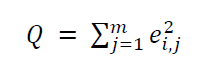 Q = ∑_{j=1}^{m} e_{i,j}^{2}